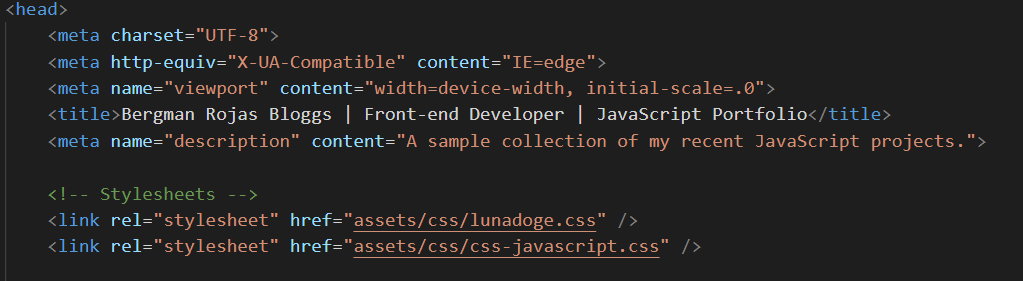 <head>
<meta charset="UTF-8">
<meta http-equiv="X-UA-Compatible" content="IE=edge">
<meta name="viewport" content="width=device-width, initial-scale=.0">
<title>Bergman Rojas Bloggs | Front-end Developer | JavaScript Portfolio</title>
<meta name="description" content="A sample collection of my recent JavaScript projects.">
<!-- Stylesheets -->
<link rel="stylesheet" href="assets/css/lunadoge.css" />
<link rel="stylesheet" href="assets/css/css-javascript.css" />